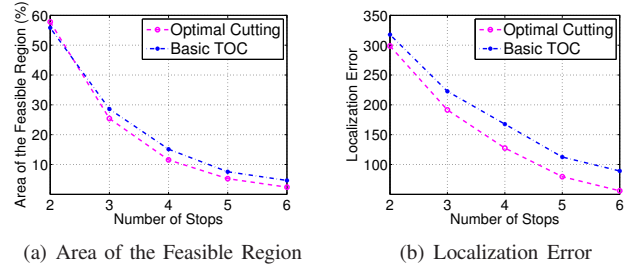 Area of the Feasible Region (%)
60
50
40
30
20
10
2
3
4
5
6
Number of Stops
Optimal Cutting
Basic TOC
(a) Area of the Feasible Region
Localization Error
350
300
250
200
150
100
2
3
4
5
6
Number of Stops
Optimal Cutting
Basic TOC
(b) Localization Error